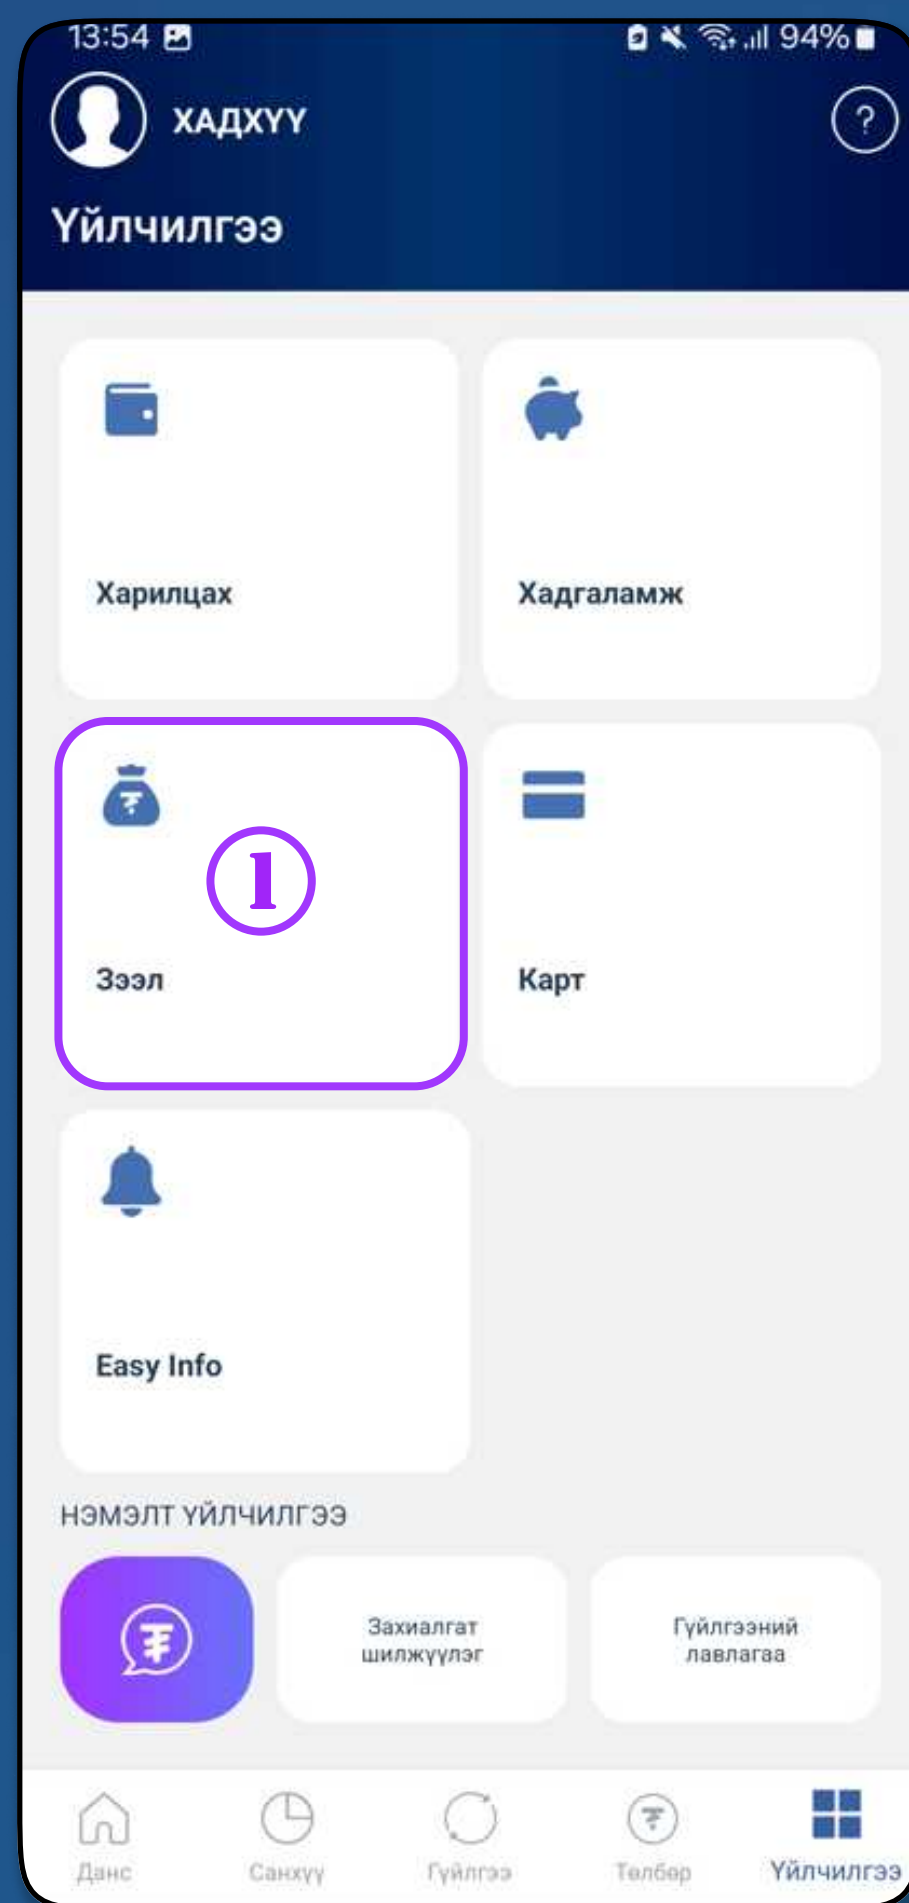 13:54 94%
ХАДХҮҮ ?
Үйлчилгээ
Харилцах Хадгаламж
₮
1
Зээл Карт
Easy Info
НЭМЭЛТ ҮЙЛЧИЛГЭЭ
₮
Захиалгат
шилжүүлэг
Гүйлгээний
лавлагаа
₮
Данс Санхүү Гүйлгээ Төлбөр Үйлчилгээ